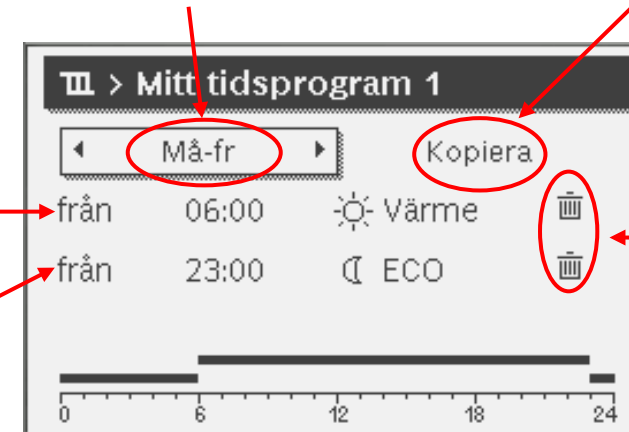 > Mitt tidsprogram 1
Må-fr Kopiera
från 06:00 Värme
från 23:00 ECO
0 6 12 18 24